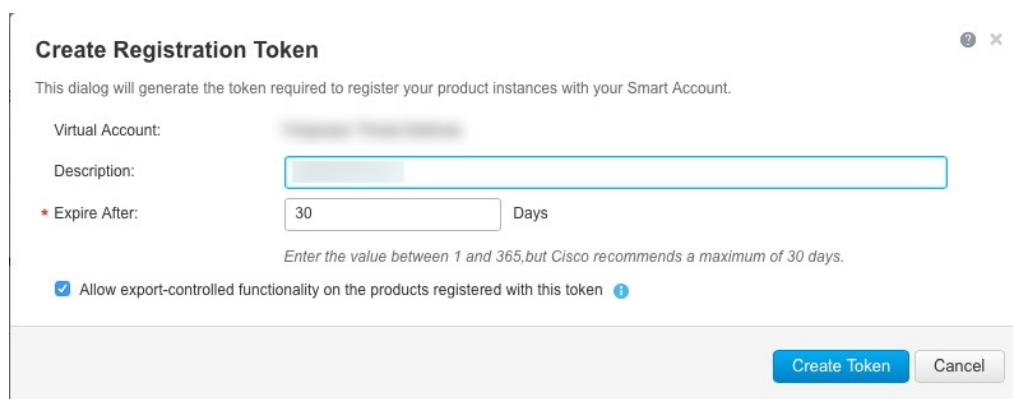 Create Registration Token
This dialog will generate the token required to register your product instances with your Smart Account.
Virtual Account:
Description:
* Expire After: 30 Days
Enter the value between 1 and 365,but Cisco recommends a maximum of 30 days.
Allow export-controlled functionality on the products registered with this token
Create Token Cancel